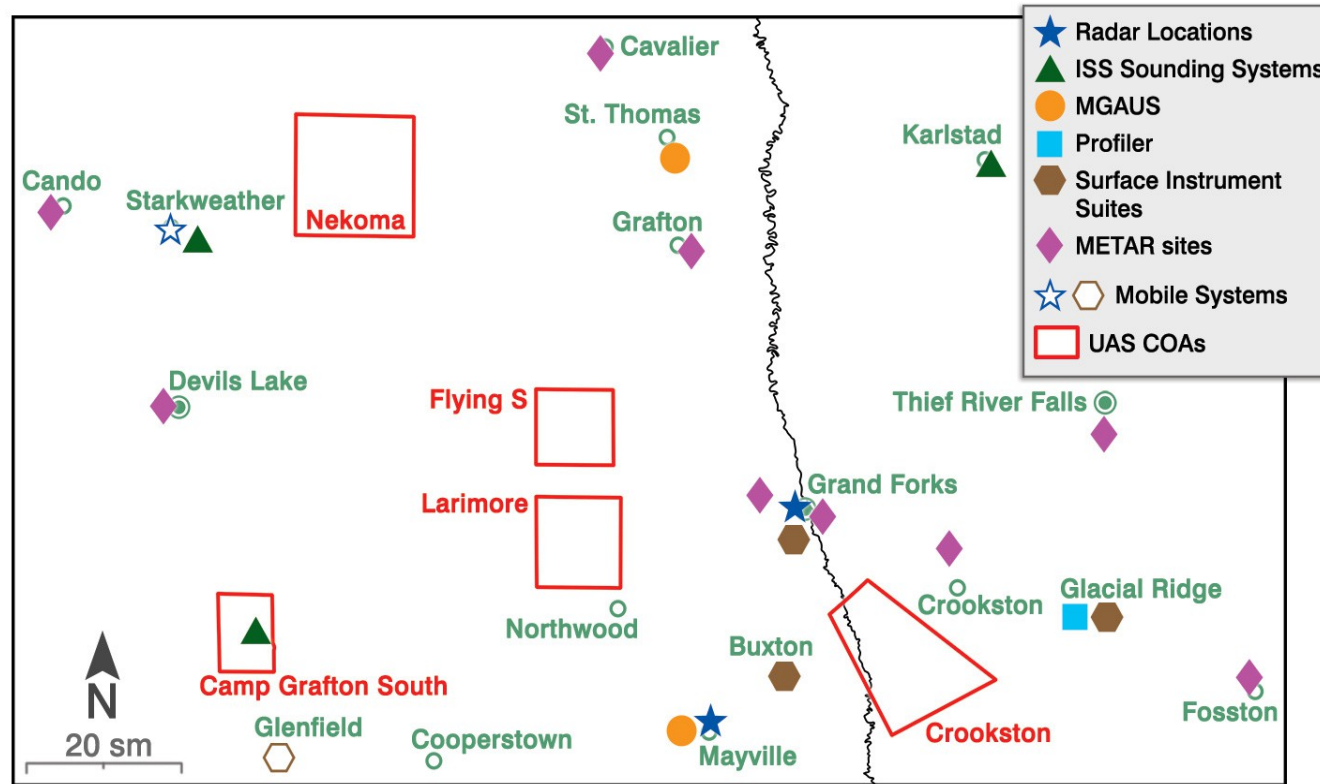 Radar Locations
ISS Sounding Systems
MGAUS
Profiler
Surface Instrument
Suites
METAR sites
Mobile Systems
UAS COAs
Cavalier
St. Thomas
Karlstad
Cando
Starkweather
Nekoma
Grafton
Devils Lake
Flying S
Thief River Falls
Larimore
Grand Forks
Crookston
Glacial Ridge
Northwood
Buxton
Camp Grafton South
N
Glenfield
20 sm
Cooperstown
Mayville
Crookston
Fosston